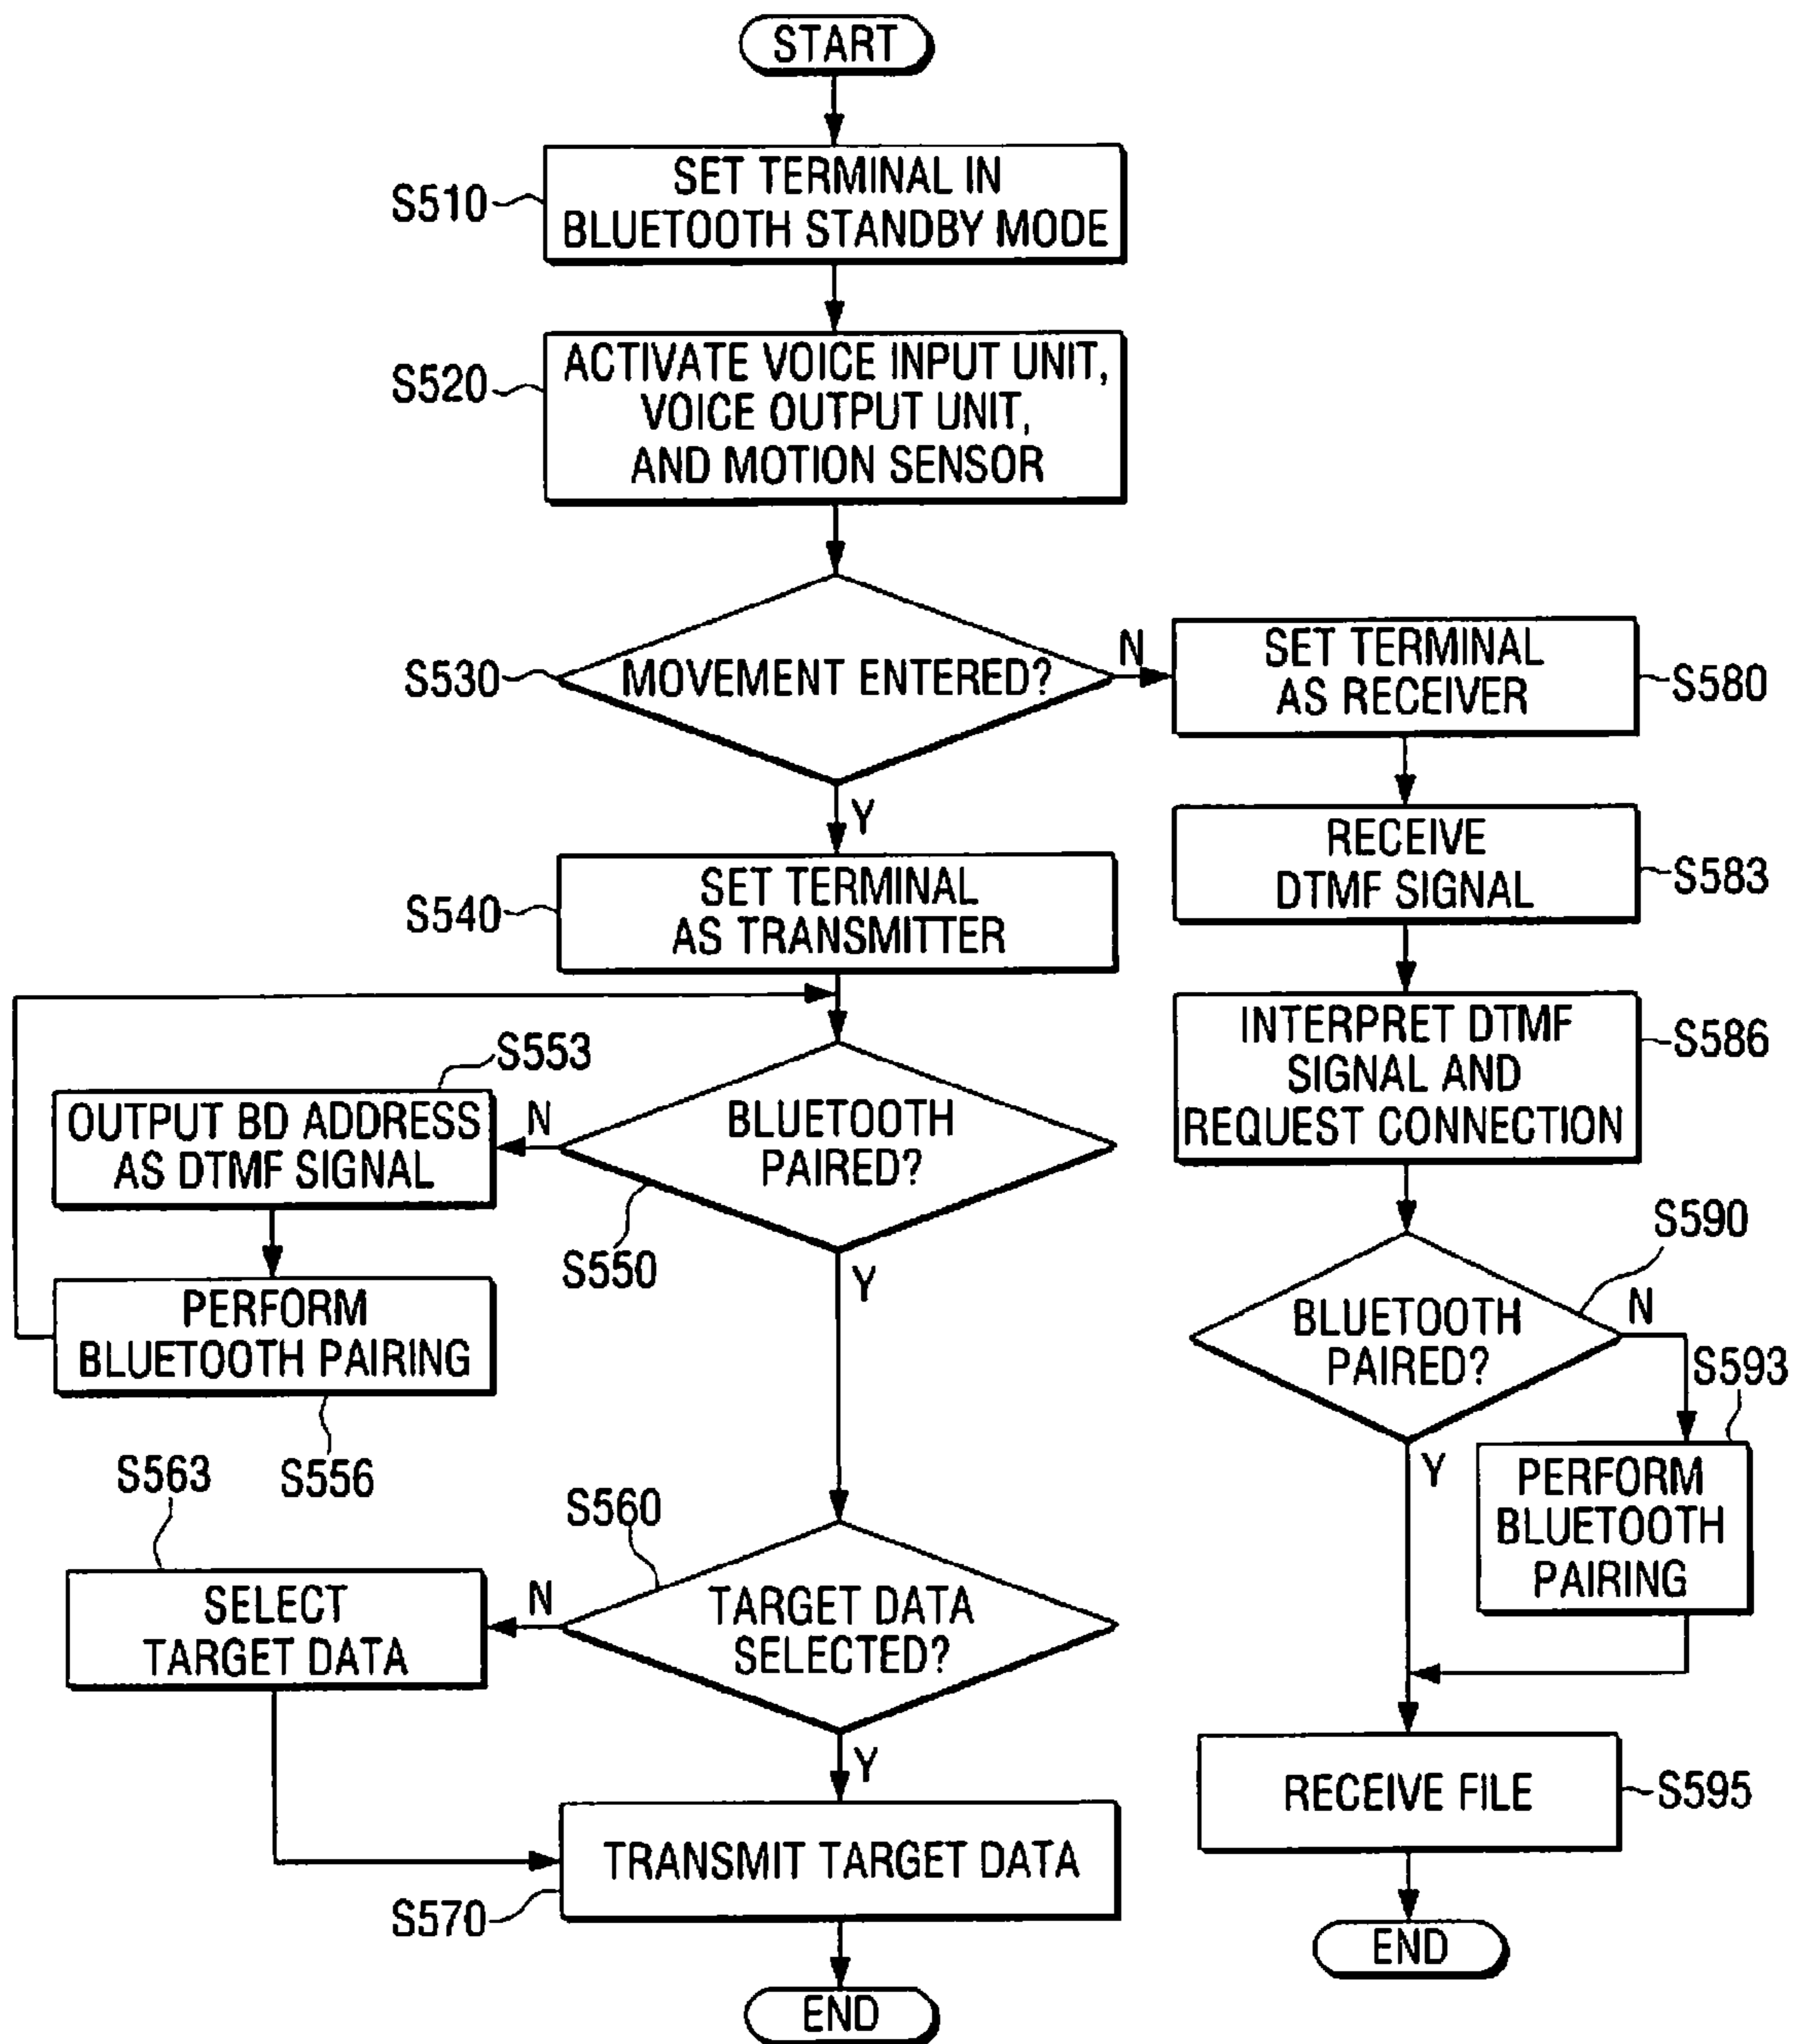 START
S510
SET TERMINAL IN
BLUETOOTH STANDBY MODE
S520
ACTIVATE VOICE INPUT UNIT,
VOICE OUTPUT UNIT,
AND MOTION SENSOR
S530
MOVEMENT ENTERED?
N
Y
SET TERMINAL
AS RECEIVER
S580
RECEIVE
DTMF SIGNAL
S583
S540
SET TERMINAL
AS TRANSMITTER
INTERPRET DTMF
SIGNAL AND
REQUEST CONNECTION
S586
S553
OUTPUT BD ADDRESS
AS DTMF SIGNAL
N
BLUETOOTH
PAIRED?
S550
Y
PERFORM
BLUETOOTH PAIRING
S556
S590
BLUETOOTH
PAIRED?
N
Y
S593
PERFORM
BLUETOOTH
PAIRING
S563
SELECT
TARGET DATA
S560
N
TARGET DATA
SELECTED?
Y
RECEIVE FILE
S595
TRANSMIT TARGET DATA
S570
END
END